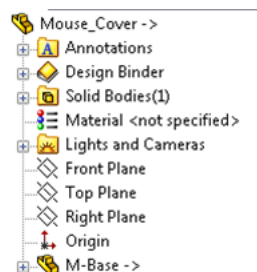 Mouse_Cover ->
Annotations
Design Binder
Solid Bodies(1)
Material <not specified>
Lights and Cameras
Front Plane
Top Plane
Right Plane
Origin
M-Base ->